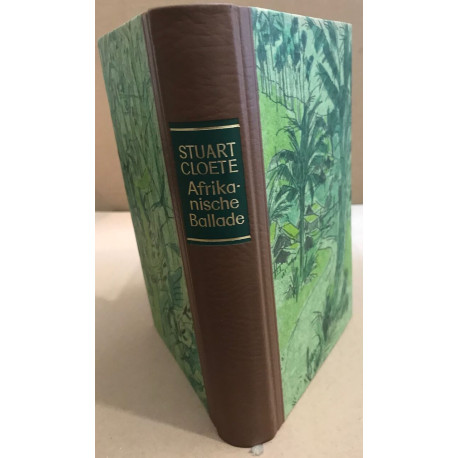 STUART
CLOETE
Afrika-
nische
Ballade